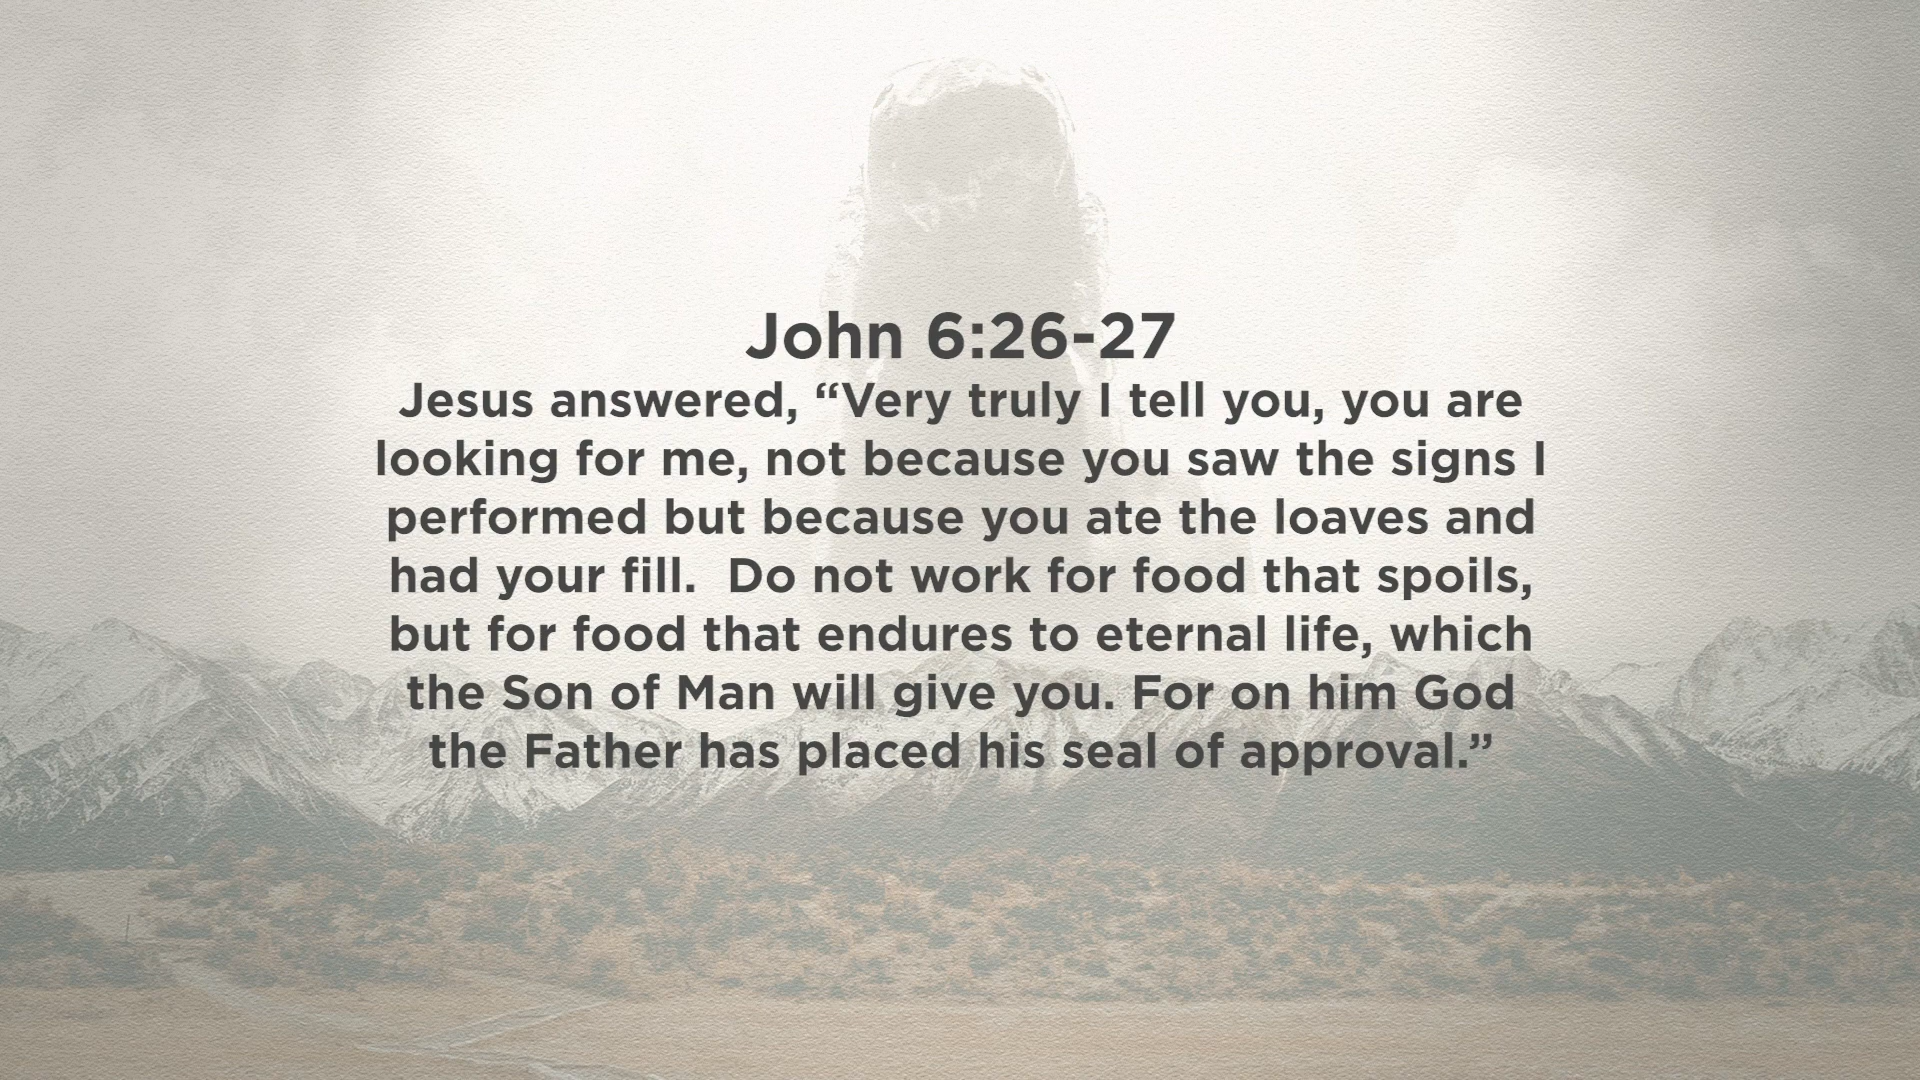 John 6:26-27
Jesus answered, “Very truly I tell you, you are
looking for me, not because you saw the signs I
performed but because you ate the loaves and
had your fill.  Do not work for food that spoils,
but for food that endures to eternal life, which
the Son of Man will give you. For on him God
the Father has placed his seal of approval.”